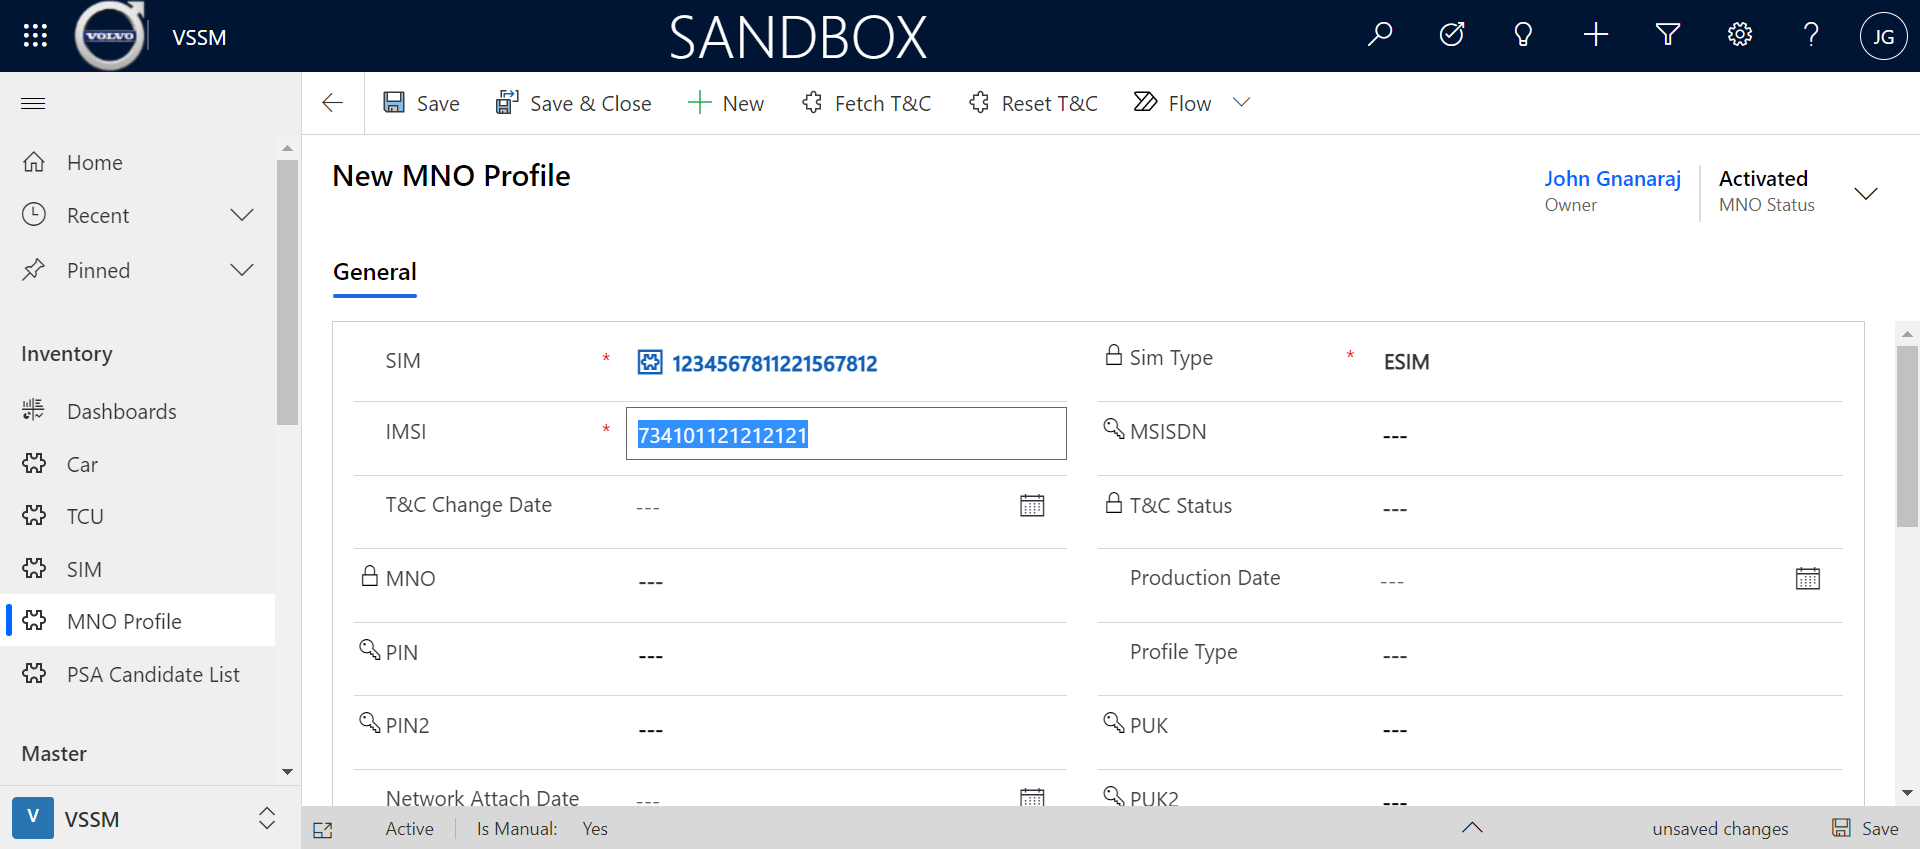 VOLVO
VSSM
SANDBOX
JG
Save
Save & Close
New
Fetch T&C
Reset T&C
Flow
Home
Recent
Pinned
Inventory
Dashboards
Car
TCU
SIM
MNO Profile
PSA Candidate List
Master
V
VSSM
New MNO Profile
John Gnanaraj
Owner
Activated
MNO Status
General
SIM * 1234567811221567812
Sim Type * ESIM
IMSI * 734101121212121
MSISDN ---
T&C Change Date ---
T&C Status ---
MNO ---
Production Date ---
PIN ---
Profile Type ---
PIN2 ---
PUK ---
Network Attach Date ---
PUK2 ---
Active
Is Manual: Yes
unsaved changes
Save